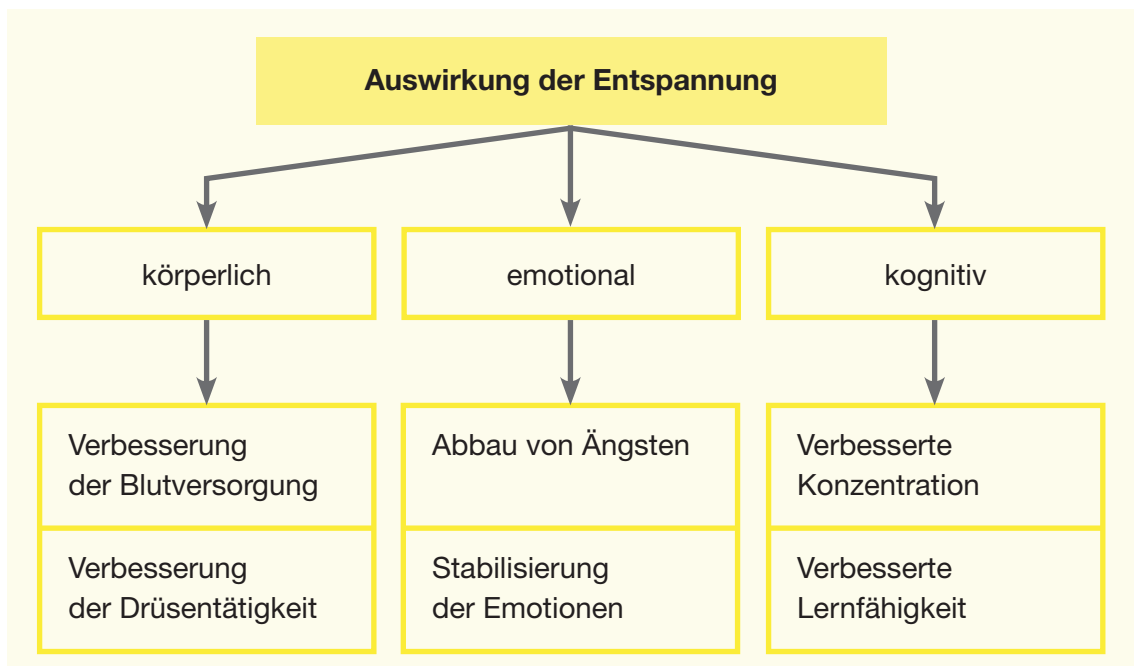 Auswirkung der Entspannung
körperlich
emotional
kognitiv
Verbesserung
der Blutversorgung
Abbau von Ängsten
Verbesserte
Konzentration
Verbesserung
der Drüsentätigkeit
Stabilisierung
der Emotionen
Verbesserte
Lernfähigkeit